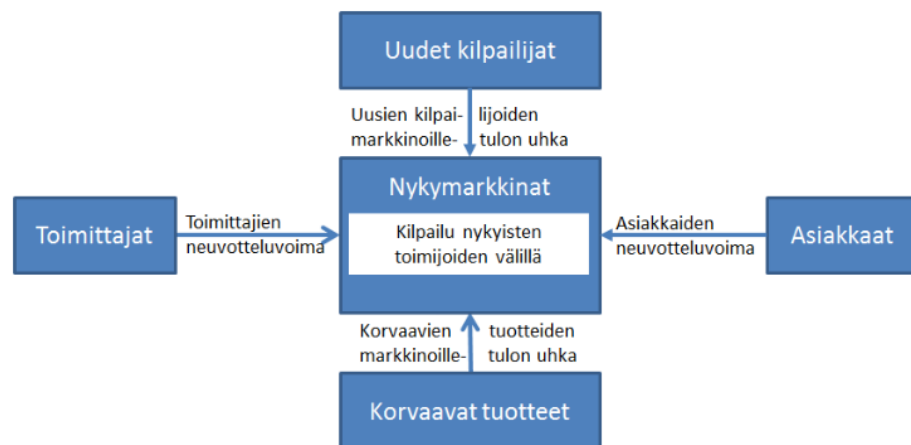 Uudet kilpailijat
Uusien kilpai- lijoiden
markkinoille- tulon uhka
Nykymarkkinat
Kilpailu nykyisten
toimijoiden välillä
Toimittajat
Toimittajien
neuvotteluvoima
Asiakkaiden
neuvotteluvoima
Asiakkaat
Korvaavien tuotteiden
markkinoille- tulon uhka
Korvaavat tuotteet